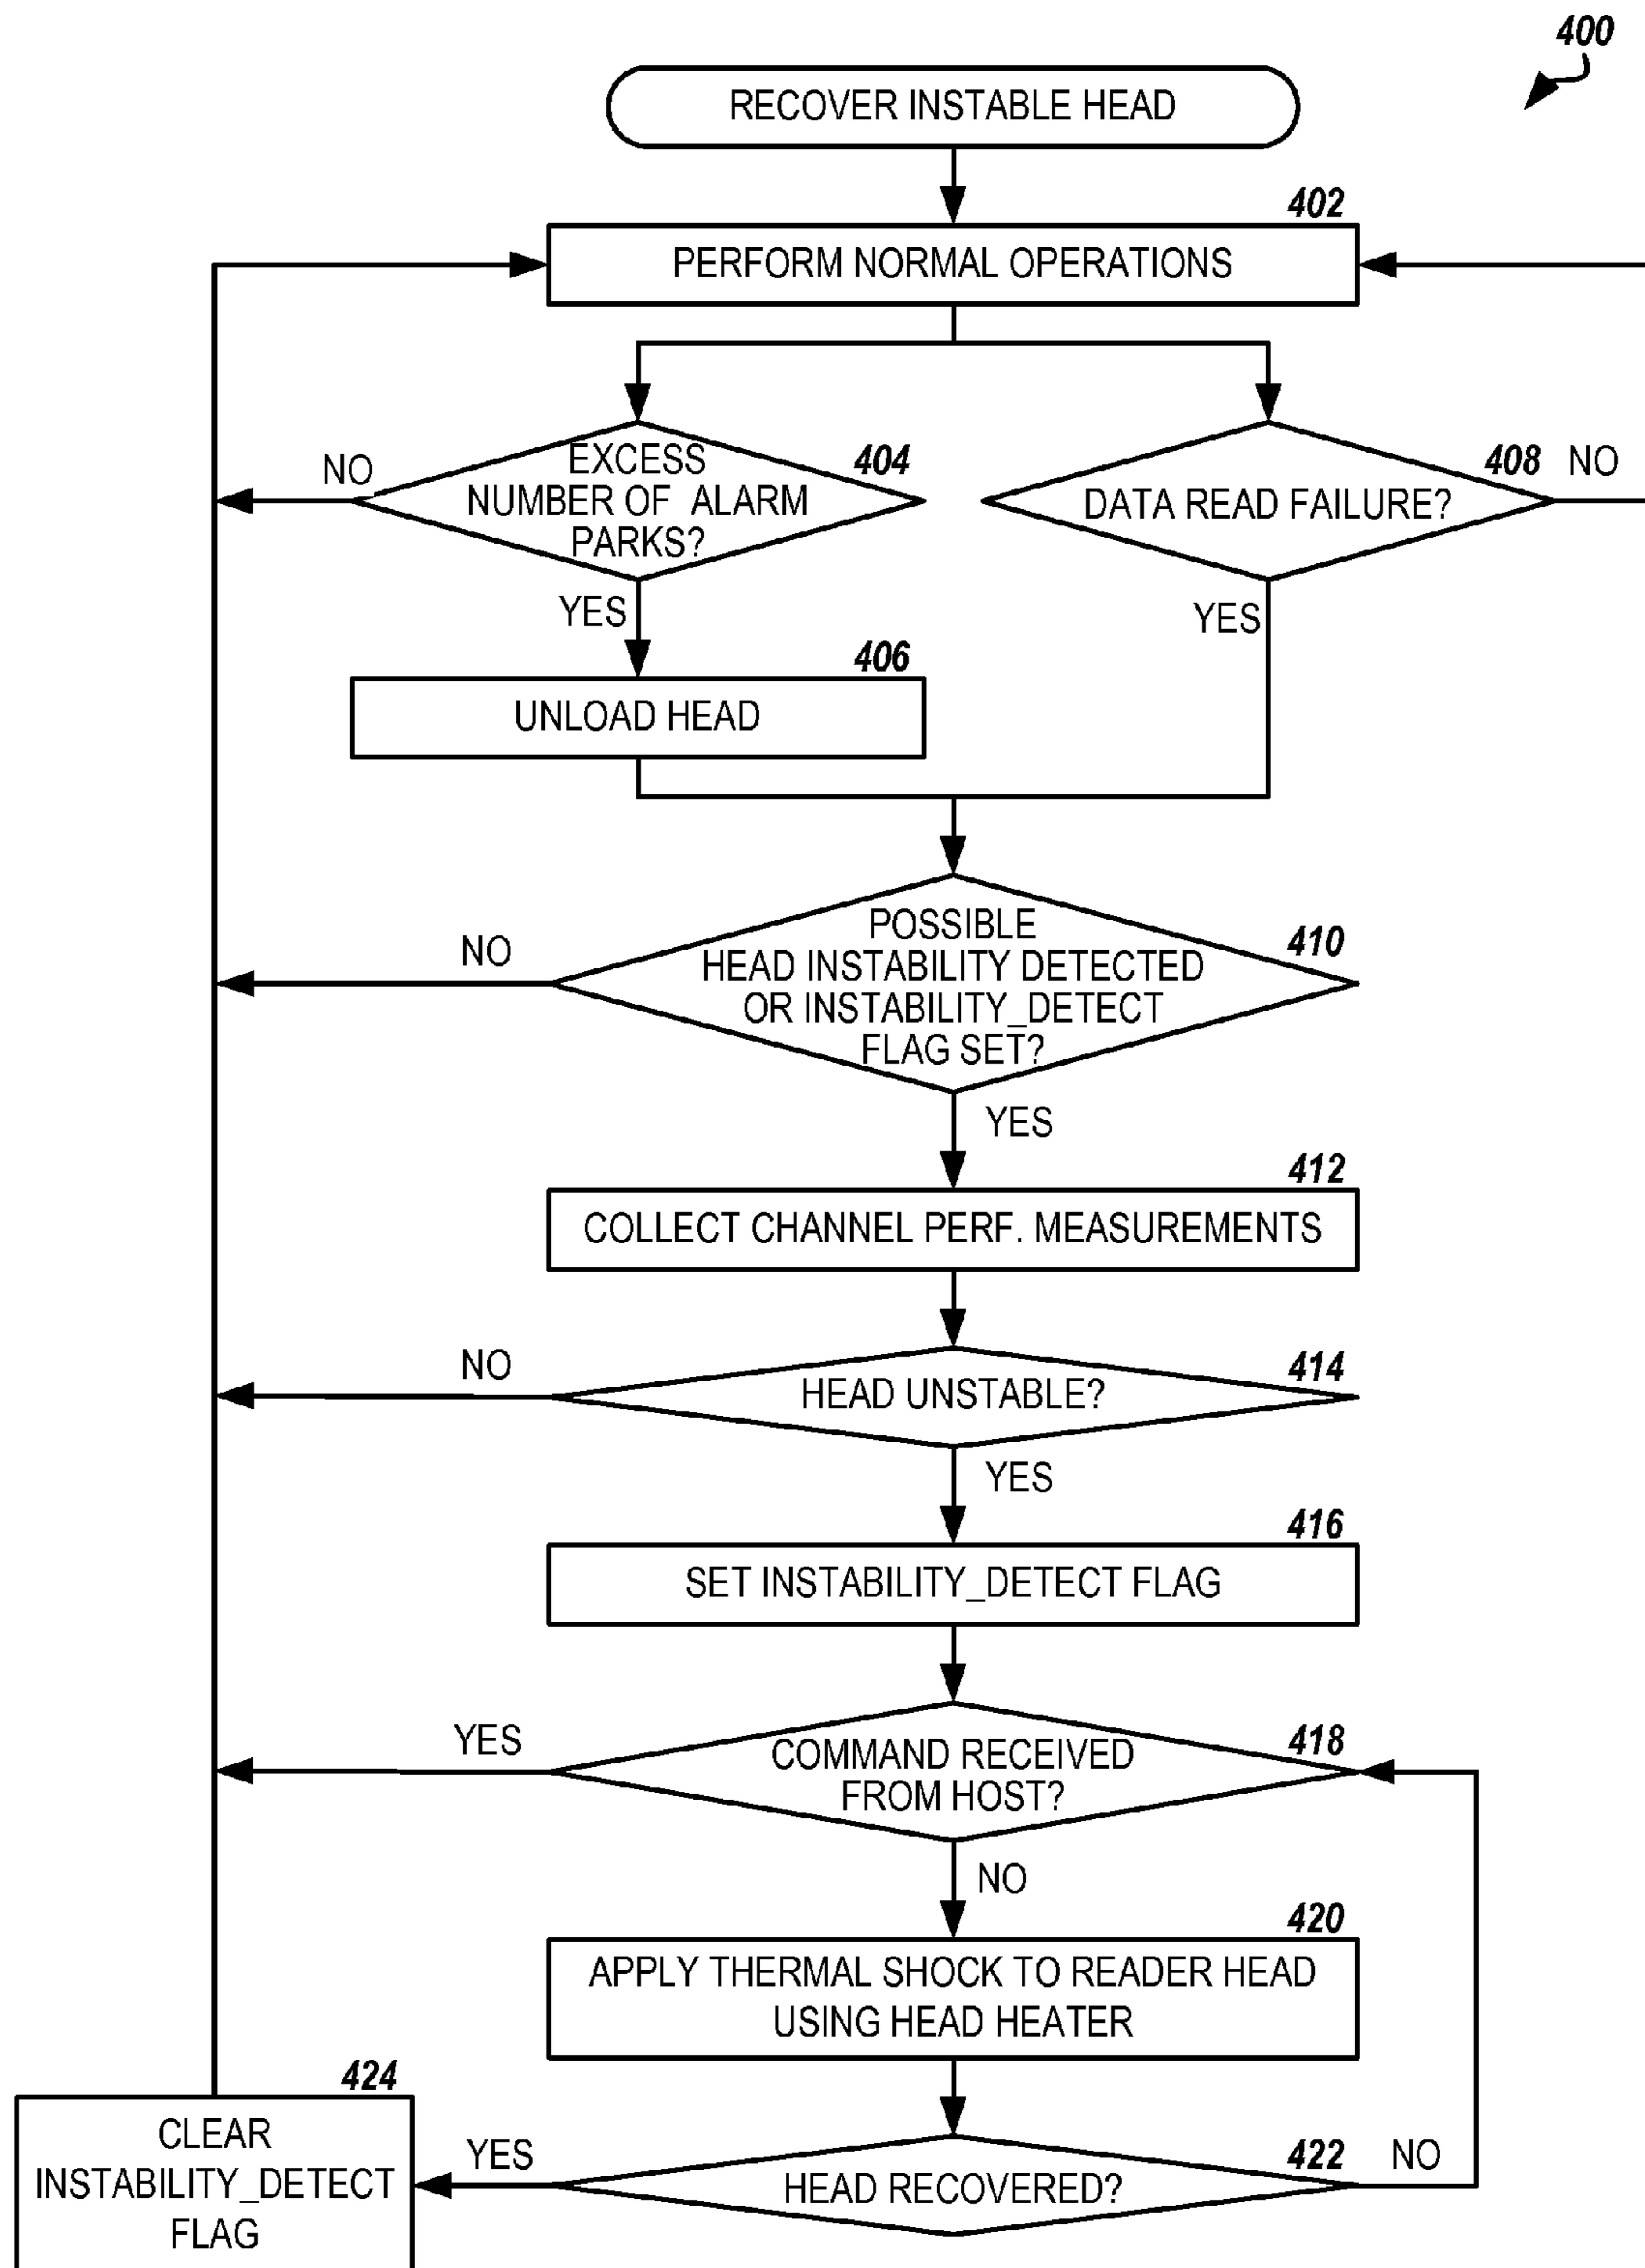 400
RECOVER INSTABLE HEAD
402
PERFORM NORMAL OPERATIONS
NO
EXCESS
NUMBER OF ALARM
PARKS?
404
DATA READ FAILURE?
408
NO
YES
YES
406
UNLOAD HEAD
NO
POSSIBLE
HEAD INSTABILITY DETECTED
OR INSTABILITY_DETECT
FLAG SET?
410
YES
412
COLLECT CHANNEL PERF. MEASUREMENTS
NO
HEAD UNSTABLE?
414
YES
416
SET INSTABILITY_DETECT FLAG
YES
COMMAND RECEIVED
FROM HOST?
418
NO
420
APPLY THERMAL SHOCK TO READER HEAD
USING HEAD HEATER
424
CLEAR
INSTABILITY_DETECT
FLAG
YES
HEAD RECOVERED?
422
NO